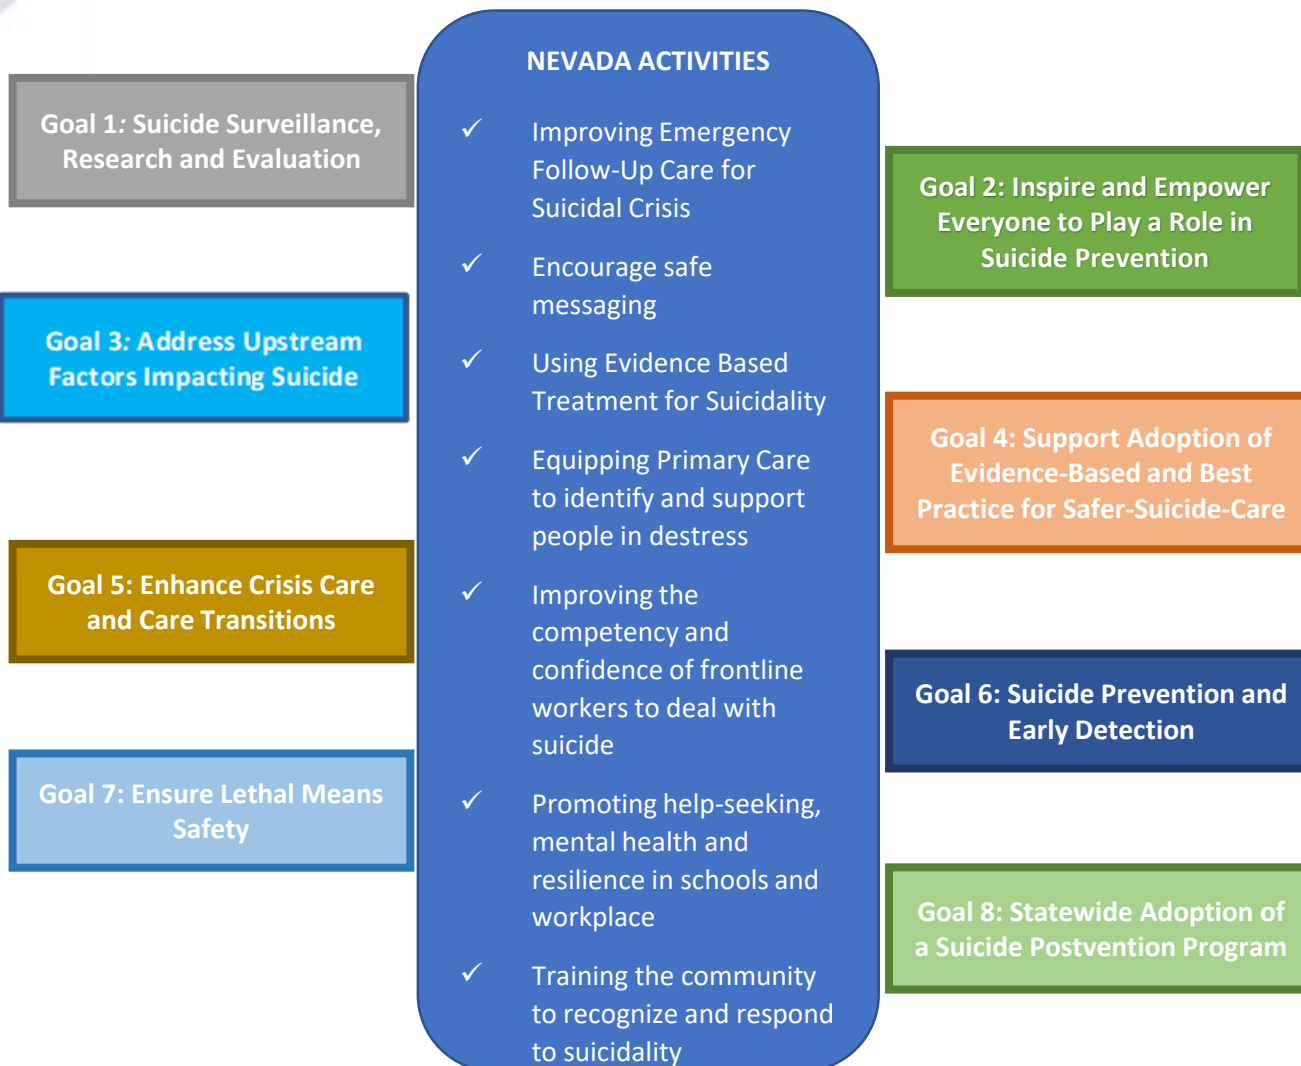 NEVADA ACTIVITIES
✓ Improving Emergency
Follow-Up Care for
Suicidal Crisis
✓ Encourage safe
messaging
✓ Using Evidence Based
Treatment for Suicidality
✓ Equipping Primary Care
to identify and support
people in destress
✓ Improving the
competency and
confidence of frontline
workers to deal with
suicide
✓ Promoting help-seeking,
mental health and
resilience in schools and
workplace
✓ Training the community
to recognize and respond
to suicidality
Goal 1: Suicide Surveillance,
Research and Evaluation
Goal 2: Inspire and Empower
Everyone to Play a Role in
Suicide Prevention
Goal 3: Address Upstream
Factors Impacting Suicide
Goal 4: Support Adoption of
Evidence-Based and Best
Practice for Safer-Suicide-Care
Goal 5: Enhance Crisis Care
and Care Transitions
Goal 6: Suicide Prevention and
Early Detection
Goal 7: Ensure Lethal Means
Safety
Goal 8: Statewide Adoption of
a Suicide Postvention Program